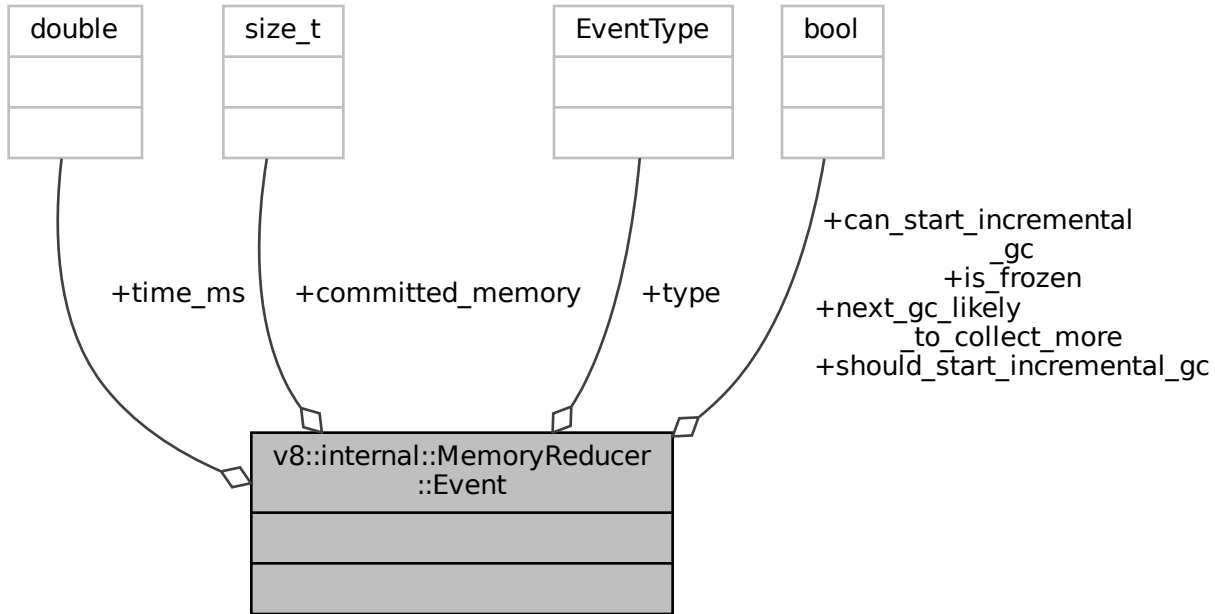 double
size_t
EventType
bool
+time_ms
+committed_memory
+type
+can_start_incremental
_gc
+is_frozen
+next_gc_likely
_to_collect_more
+should_start_incremental_gc
v8::internal::MemoryReducer
::Event